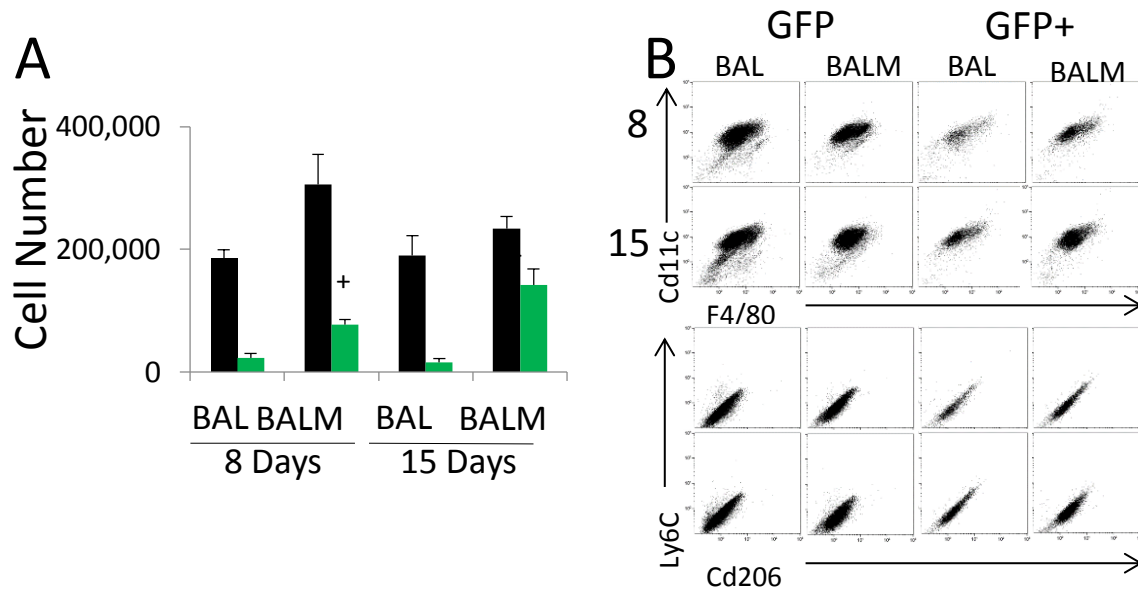 A
Cell Number
400,000
200,000
0
+
BAL BALM BAL BALM
8 Days 15 Days
B
GFP GFP+
BAL BALM BAL BALM
8
15
Cd11c
F4/80
Ly6C
Cd206